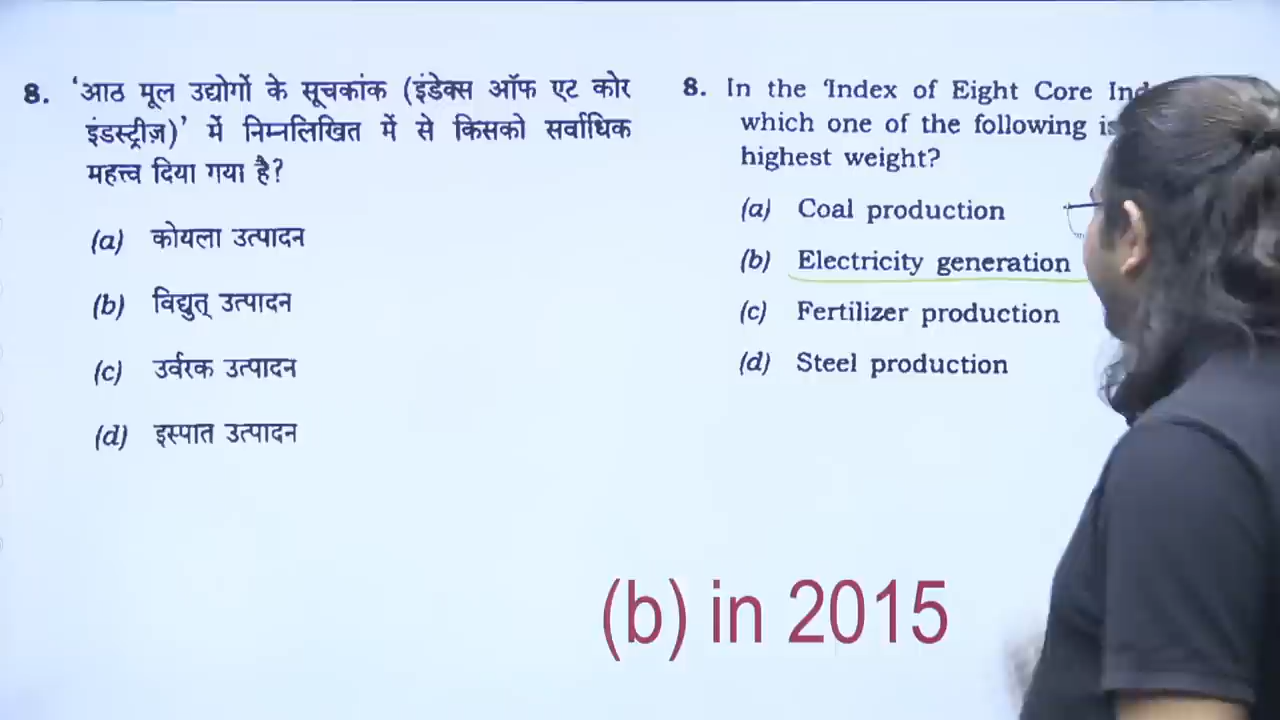 8. 'आठ मूल उद्योगों के सूचकांक (इंडेक्स ऑफ एट कोर
इंडस्ट्रीज़)' में निम्नलिखित में से किसको सर्वाधिक
महत्त्व दिया गया है?
(a) कोयला उत्पादन
(b) विद्युत् उत्पादन
(c) उर्वरक उत्पादन
(d) इस्पात उत्पादन
8. In the 'Index of Eight Core
which one of the following
highest weight?
(a) Coal production
(b) Electricity generation
(c) Fertilizer production
(d) Steel production
(b) in 2015